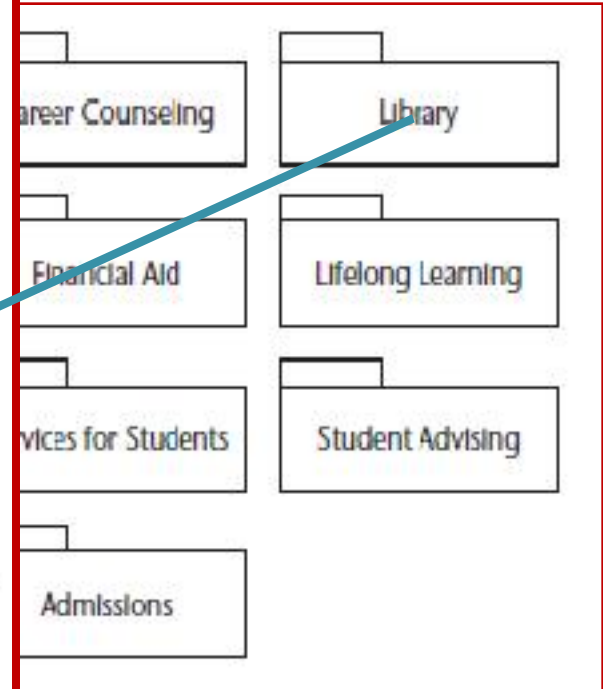 areer Counseling
Library
Financial Aid
Lifelong Learning
vices for Students
Student Advising
Admissions